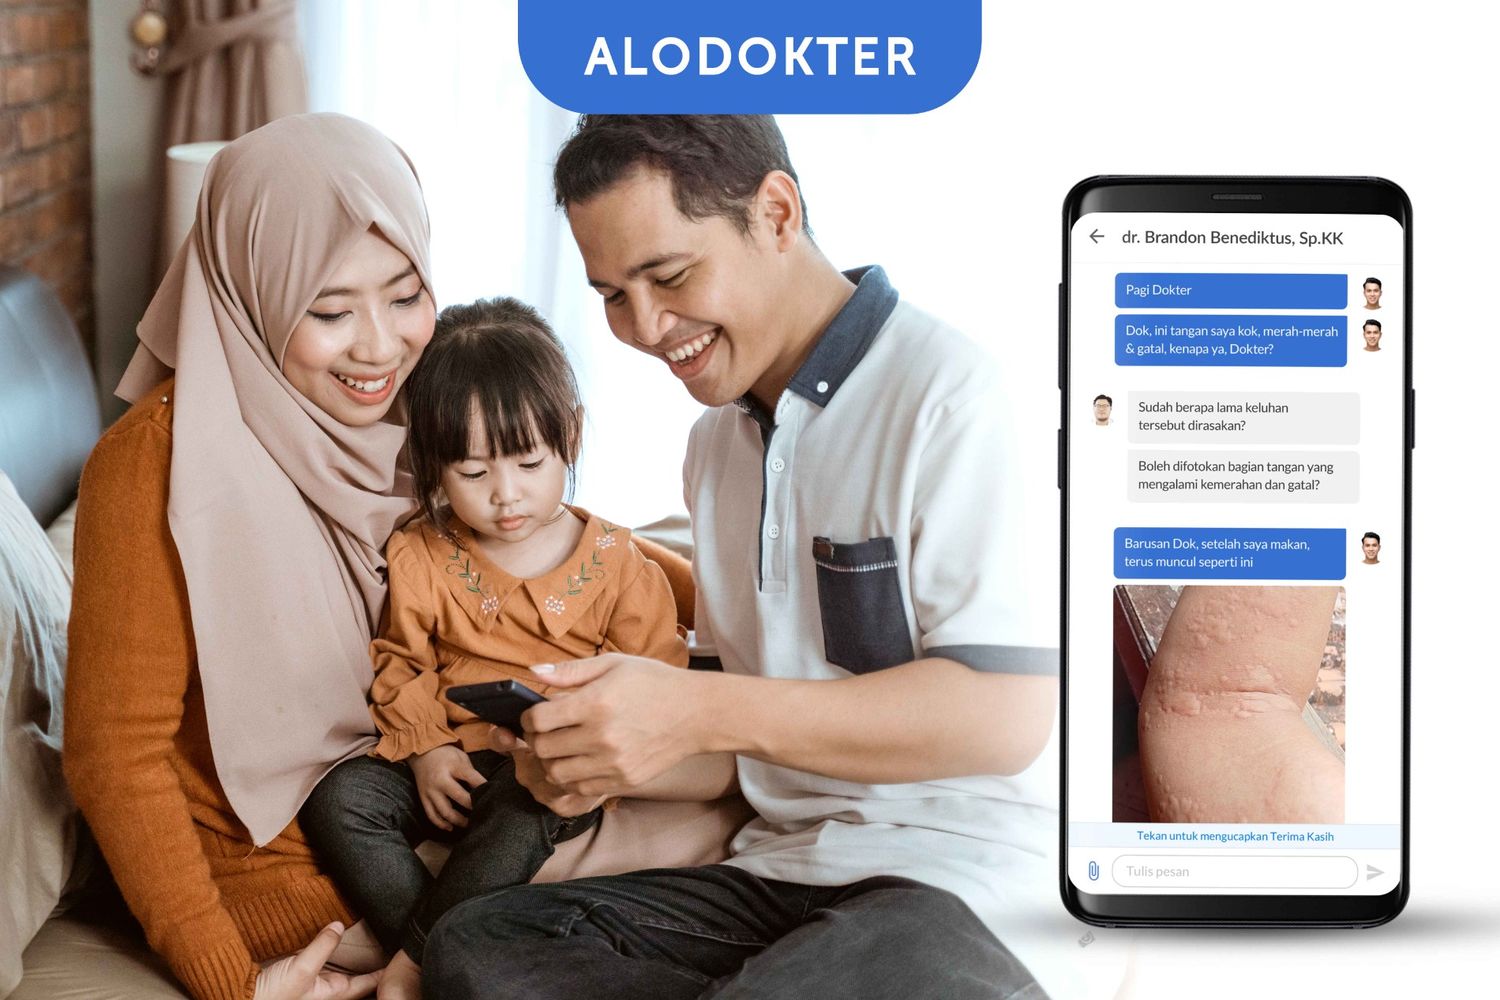 ALODOKTER
dr. Brandon Benediktus, Sp.KK
Pagi Dokter
Dok, ini tangan saya kok, merah-merah
& gatal, kenapa ya, Dokter?
Sudah berapa lama keluhan
tersebut dirasakan?
Boleh difotokan bagian tangan yang
mengalami kemerahan dan gatal?
Barusan Dok, setelah saya makan,
terus muncul seperti ini
Tekan untuk mengucapkan Terima Kasih
Tulis pesan